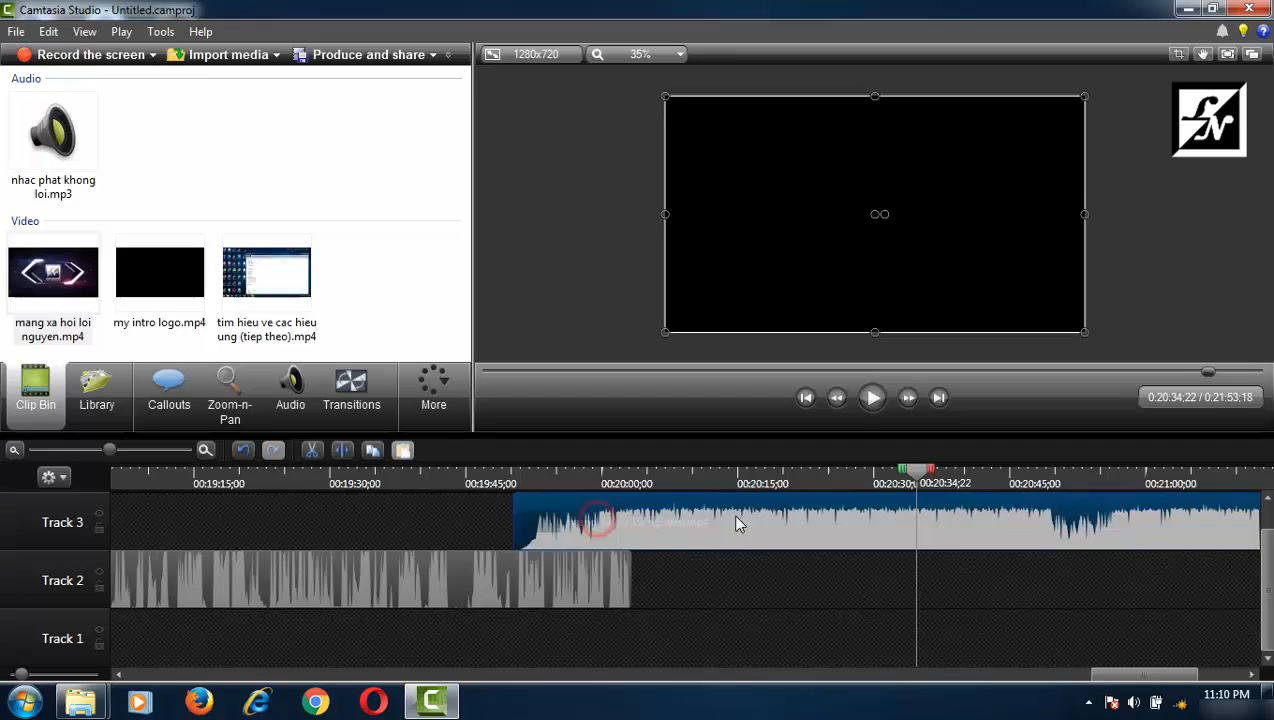 Camtasia Studio - Untitled.camproj
File Edit View Play Tools Help
Record the screen Import media Produce and share
1280x720 35%
Audio
nhac phat khong
loi.mp3
Video
mang xa hoi loi
nguyen.mp4
my intro logo.mp4
tim hieu ve cac hieu
ung (tiep theo).mp4
LN
Clip Bin Library Callouts Zoom-n-
Pan Audio Transitions More
0:20:34;22 / 0:21:53;18
00:19:15;00 00:19:30;00 00:19:45;00 00:20:00;00 00:20:15;00 00:20:30; 00:20:34;22 00:20:45;00 00:21:00;00
Track 3
Track 2
Track 1
11:10 PM